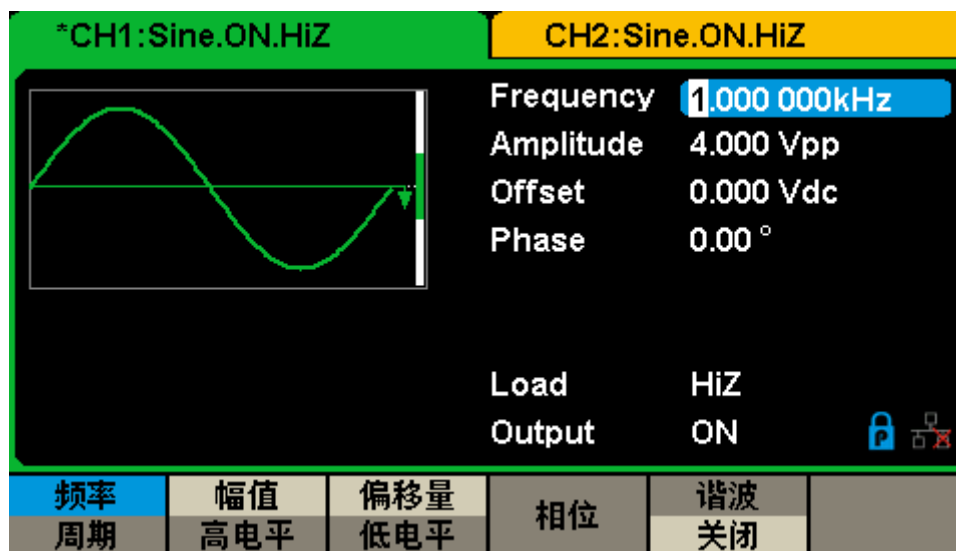 *CH1:Sine.ON.HiZ
CH2:Sine.ON.HiZ
Frequency 1.000 000kHz
Amplitude 4.000 Vpp
Offset 0.000 Vdc
Phase 0.00 °
Load HiZ
Output ON
P
频率 幅值 偏移量 相位 谐波
周期 高电平 低电平 关闭